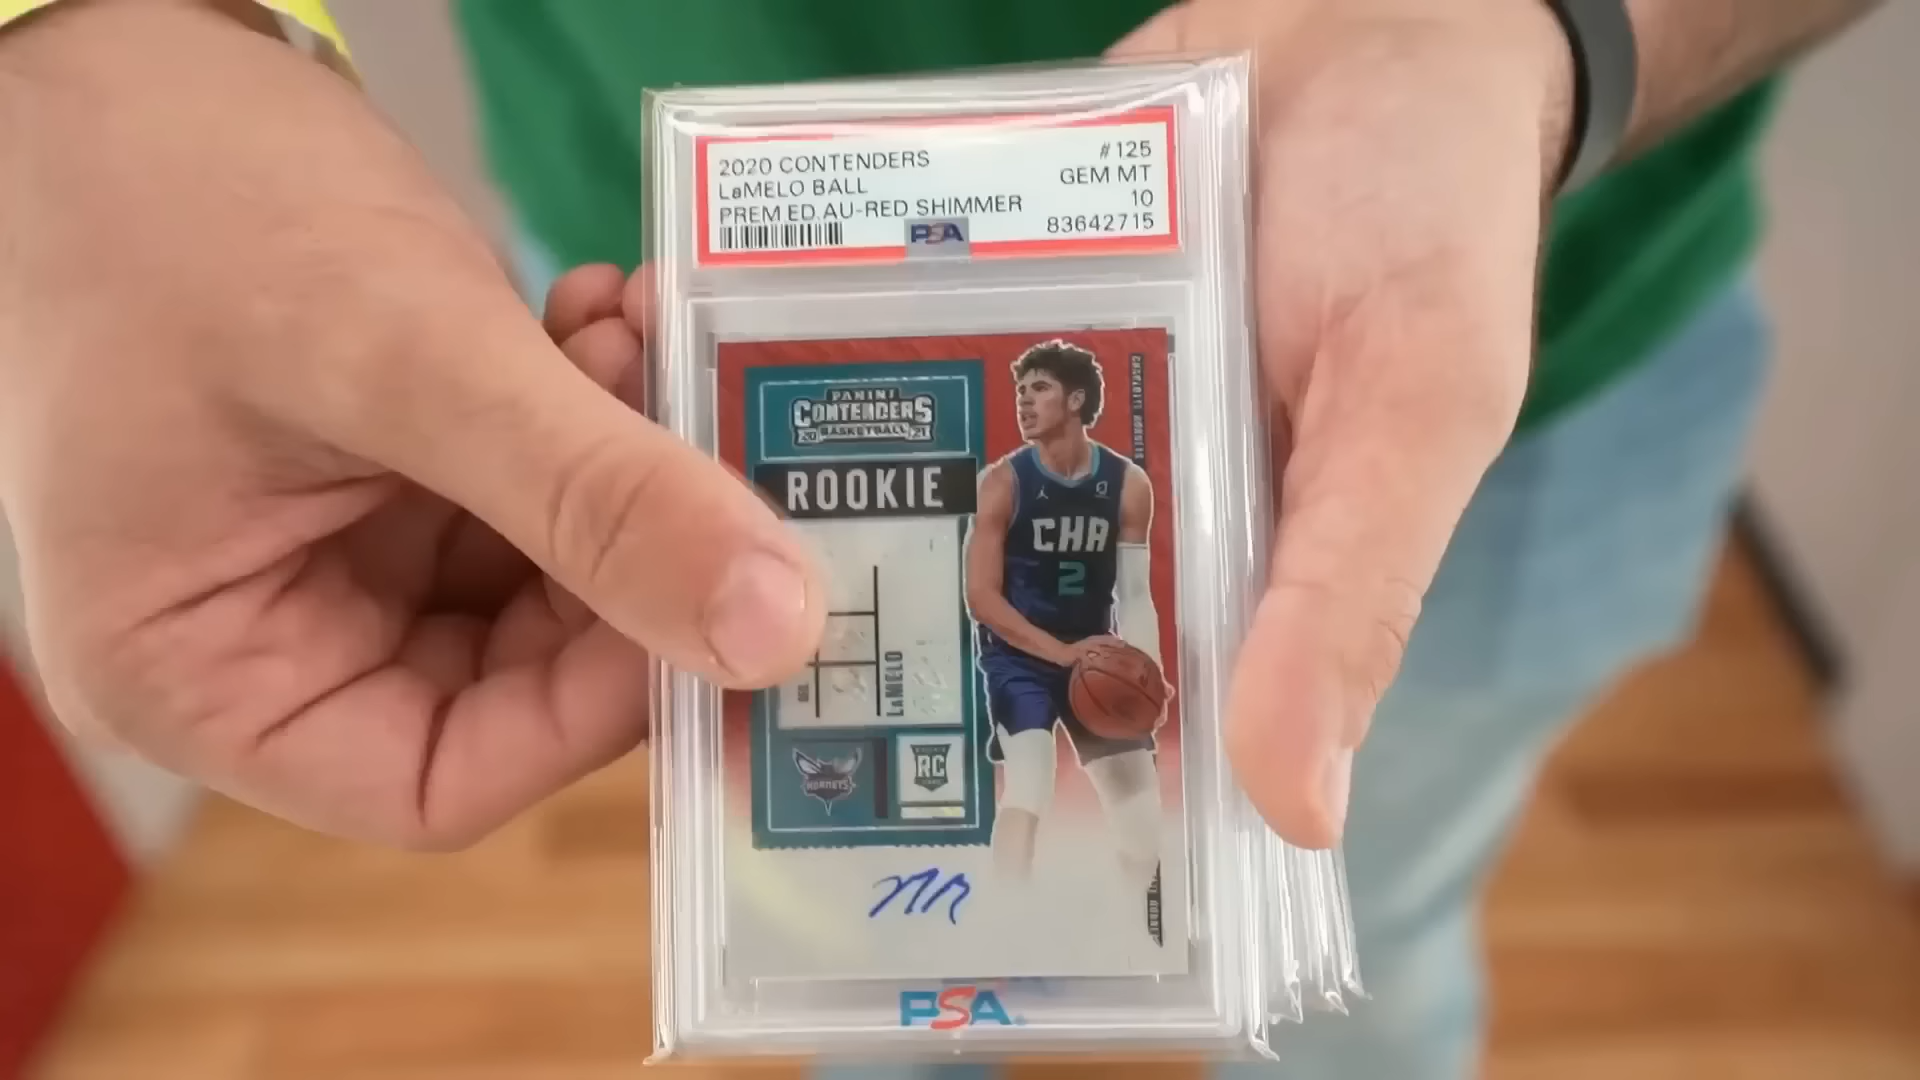 2020 CONTENDERS #125
LaMELO BALL GEM MT
PREM.ED.AU-RED SHIMMER 10
PSA 83642715
PANINI
CONTENDERS
20 BASKETBALL 21
ROOKIE
CHA
2
LaMELO
HORNETS
RC
PSA